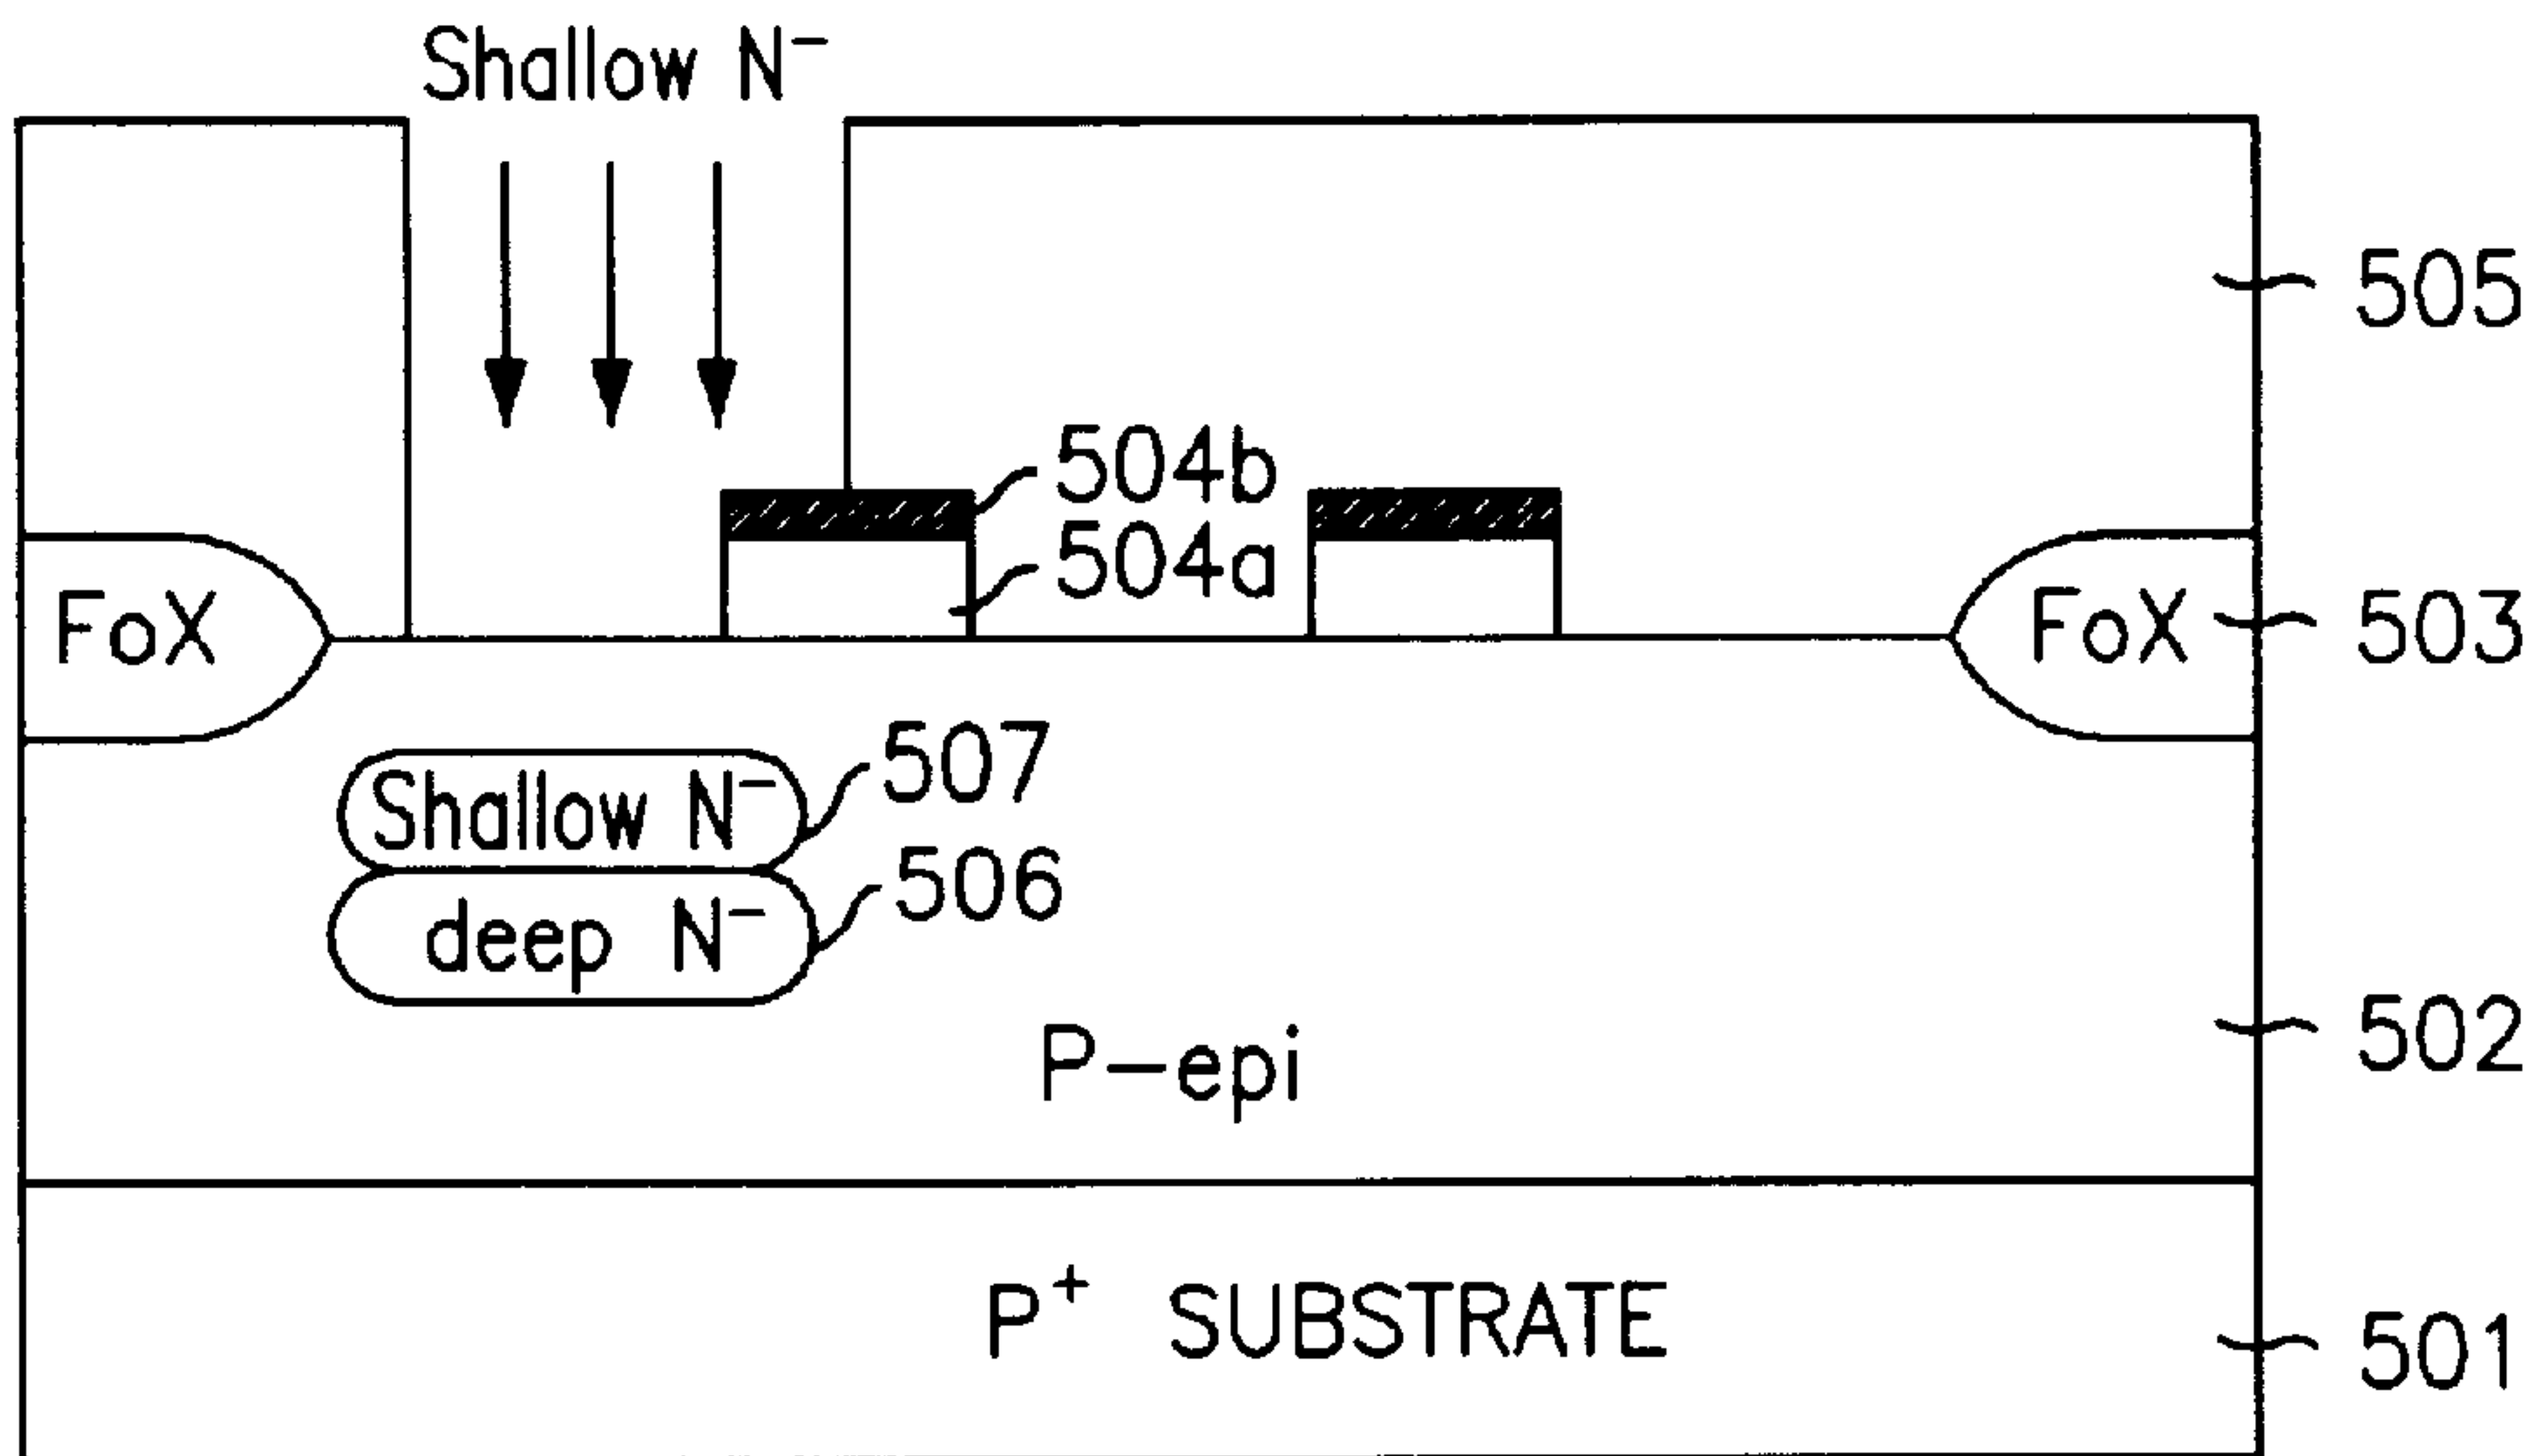 Shallow N⁻
505
504b
504a
FoX
FoX
503
507
Shallow N⁻
506
deep N⁻
502
P-epi
P⁺ SUBSTRATE
501